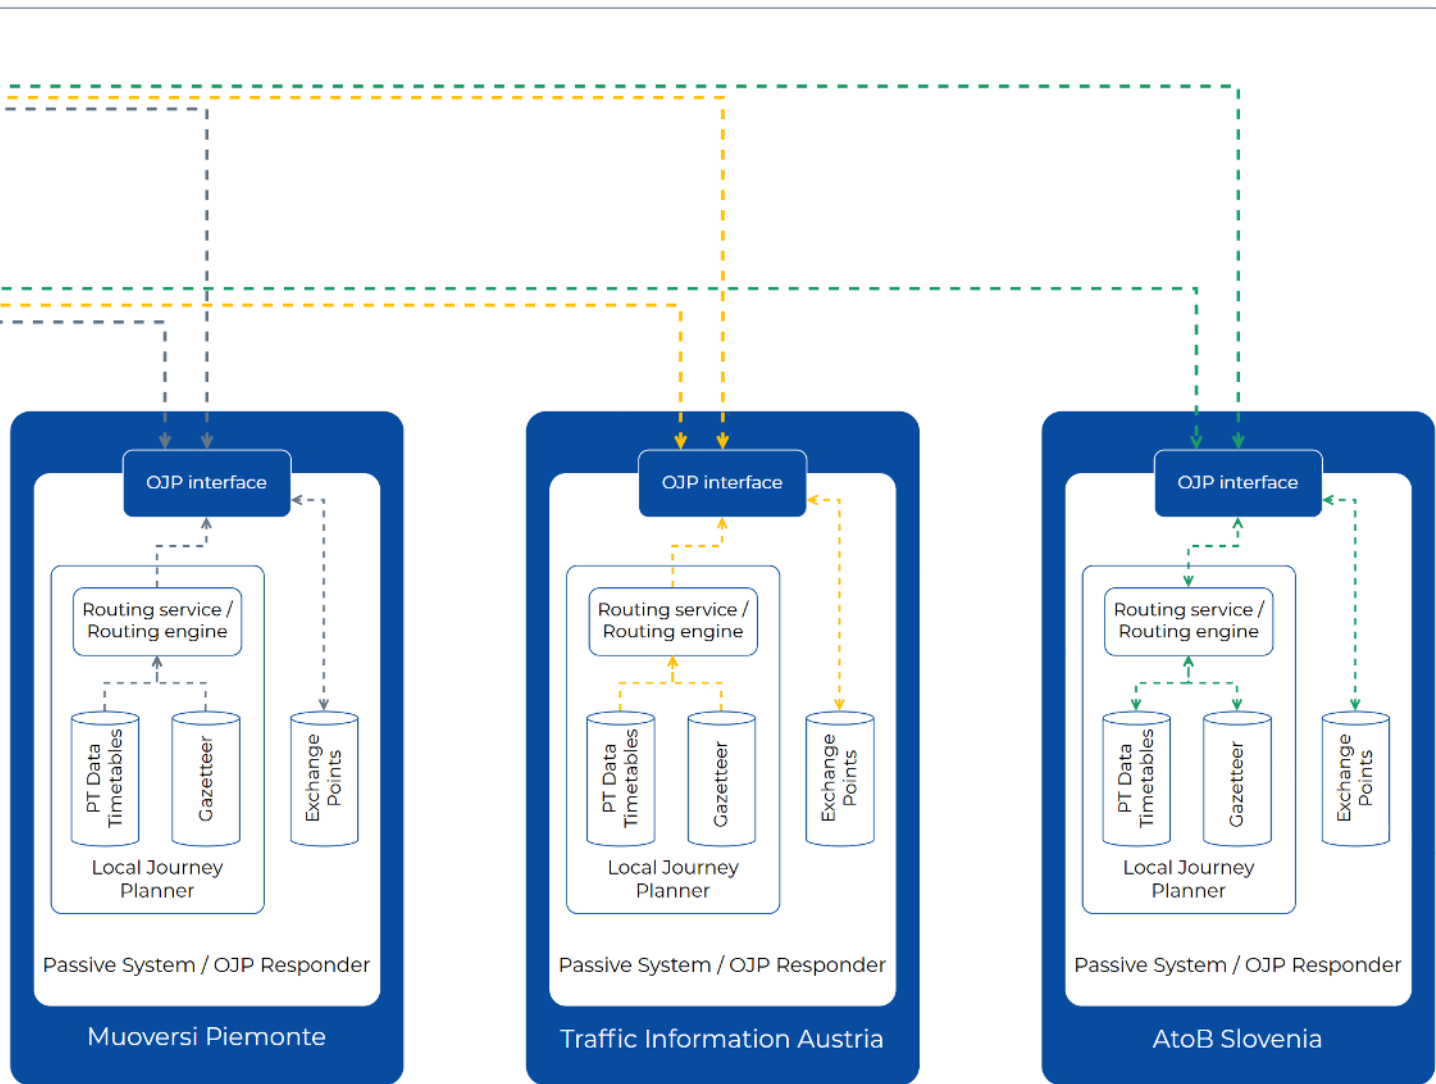 OJP interface
Routing service /
Routing engine
PT Data
Timetables
Gazetteer
Exchange
Points
Local Journey
Planner
Passive System / OJP Responder
Muoversi Piemonte
OJP interface
Routing service /
Routing engine
PT Data
Timetables
Gazetteer
Exchange
Points
Local Journey
Planner
Passive System / OJP Responder
Traffic Information Austria
OJP interface
Routing service /
Routing engine
PT Data
Timetables
Gazetteer
Exchange
Points
Local Journey
Planner
Passive System / OJP Responder
AtoB Slovenia